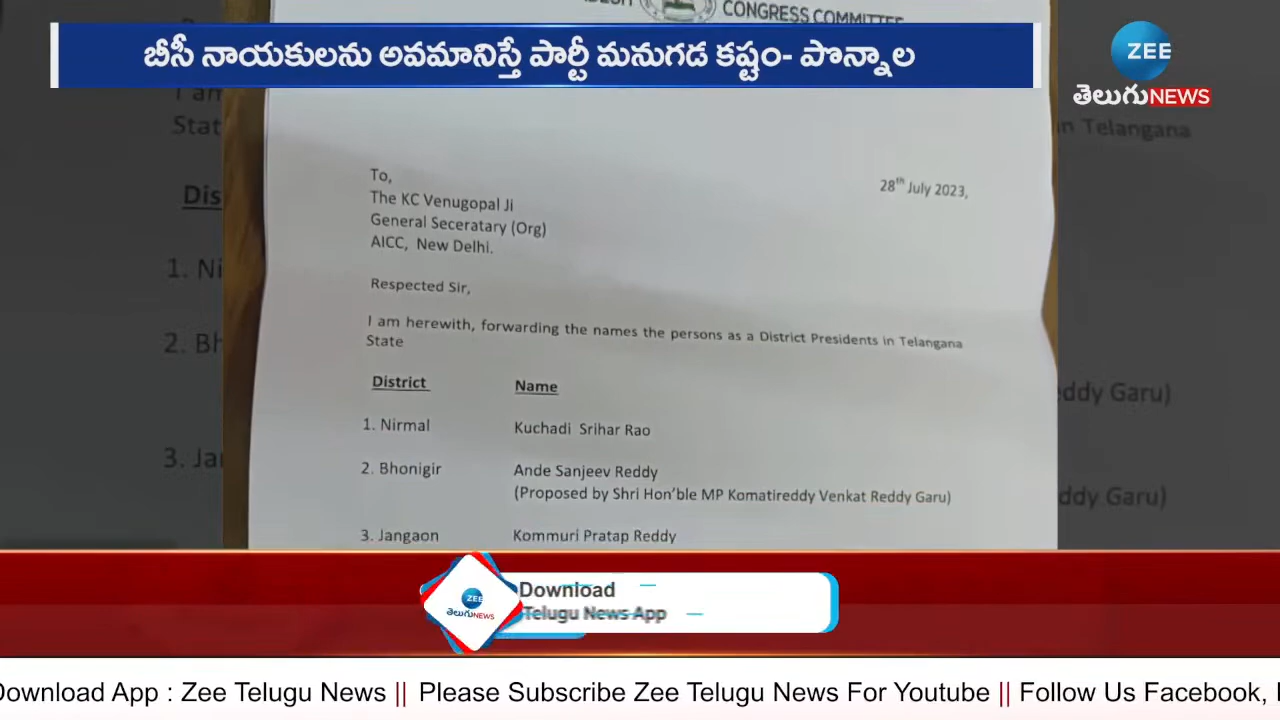 CONGRESS COMMITTEE
బీసీ నాయకులను అవమానిస్తే పార్టీ మనుగడ కష్టం- పొన్నాల
ZEE
తెలుగు NEWS
28th July 2023,
To,
The KC Venugopal Ji
General Seceratary (Org)
AICC, New Delhi.
Respected Sir,
I am herewith, forwarding the names the persons as a District Presidents in Telangana
State
District Name
1. Nirmal Kuchadi Srihar Rao
2. Bhonigir Ande Sanjeev Reddy
(Proposed by Shri Hon'ble MP Komatireddy Venkat Reddy Garu)
3. Jangaon Kommuri Pratap Reddy
ZEE
తెలుగు NEWS
Download
Telugu News App
Download App : Zee Telugu News || Please Subscribe Zee Telugu News For Youtube || Follow Us Facebook,